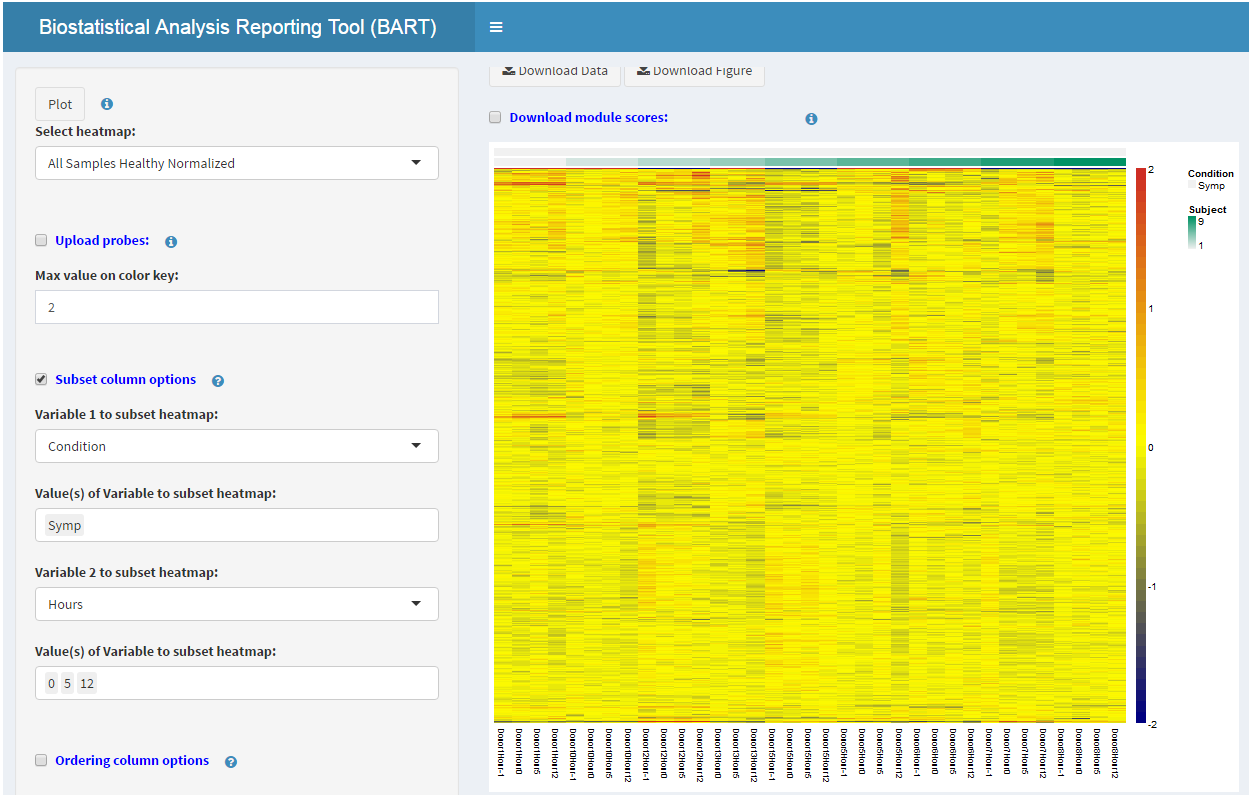 Biostatistical Analysis Reporting Tool (BART)
Plot
Select heatmap:
All Samples Healthy Normalized
Upload probes:
Max value on color key:
2
Subset column options
Variable 1 to subset heatmap:
Condition
Value(s) of Variable to subset heatmap:
Symp
Variable 2 to subset heatmap:
Hours
Value(s) of Variable to subset heatmap:
0 5 12
Ordering column options
Download Data
Download Figure
Download module scores:
2
1
0
-1
-2
Condition
Symp
Subject
9
1
Donor1Hour-1
Donor1Hour0
Donor1Hour5
Donor1Hour12
Donor10Hour-1
Donor10Hour0
Donor10Hour5
Donor10Hour12
Donor12Hour-1
Donor12Hour0
Donor12Hour5
Donor12Hour12
Donor13Hour0
Donor13Hour5
Donor13Hour12
Donor15Hour-1
Donor15Hour0
Donor15Hour5
Donor15Hour12
Donor5Hour-1
Donor5Hour0
Donor5Hour5
Donor5Hour12
Donor6Hour-1
Donor6Hour0
Donor6Hour5
Donor6Hour12
Donor7Hour-1
Donor7Hour0
Donor7Hour5
Donor7Hour12
Donor8Hour-1
Donor8Hour0
Donor8Hour5
Donor8Hour12